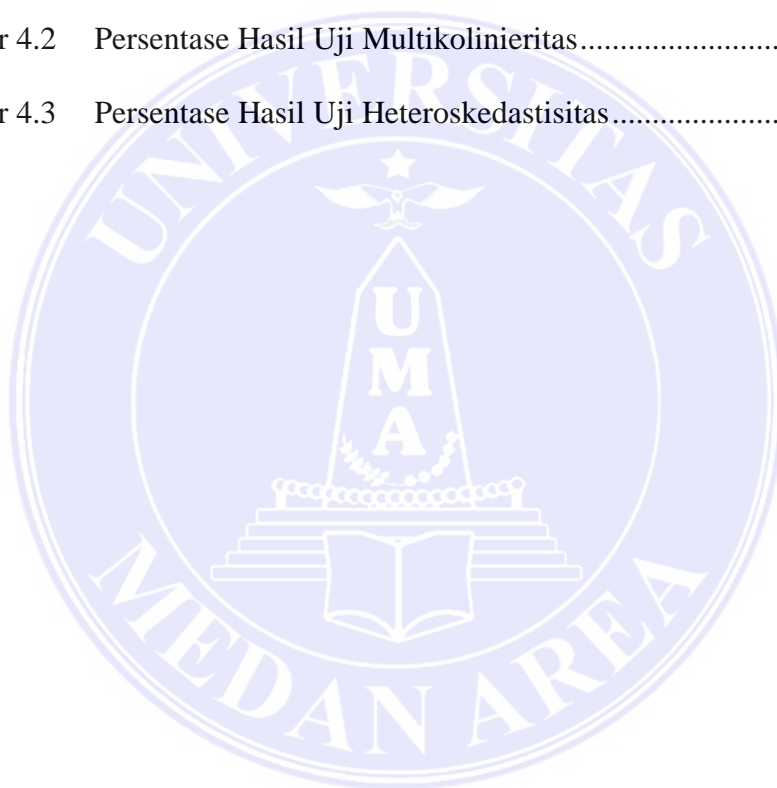 r 4.2 Persentase Hasil Uji Multikolinieritas.......................
r 4.3 Persentase Hasil Uji Heteroskedastisitas.....................
UNIVERSITAS
U
M
A
MEDAN AREA